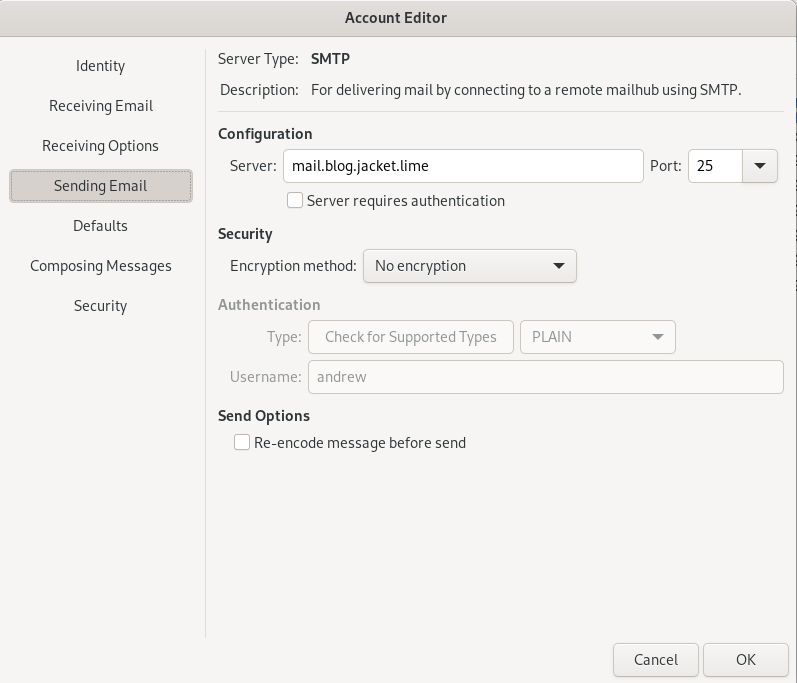 Account Editor
Identity
Receiving Email
Receiving Options
Sending Email
Defaults
Composing Messages
Security
Server Type: SMTP
Description: For delivering mail by connecting to a remote mailhub using SMTP.
Configuration
Server: mail.blog.jacket.lime Port: 25
Server requires authentication
Security
Encryption method: No encryption
Authentication
Type: Check for Supported Types PLAIN
Username: andrew
Send Options
Re-encode message before send
Cancel OK